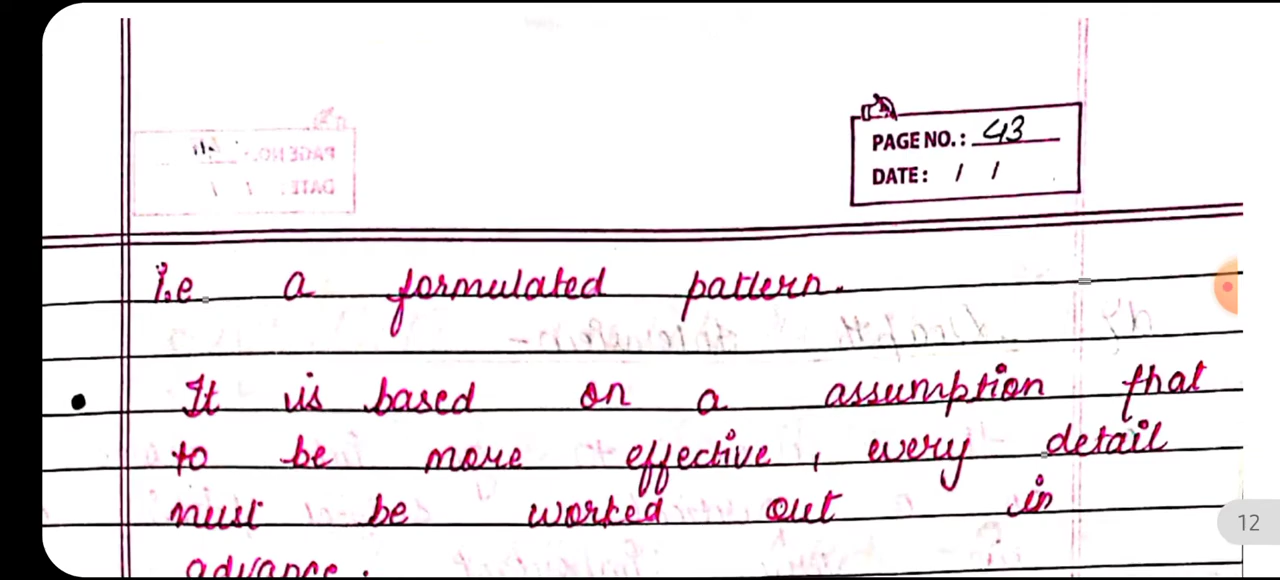 PAGE NO.: 43
DATE: / /
i.e. a formulated pattern.
• It is based on a assumption that
to be more effective, every detail
must be worked out in
advance.
12